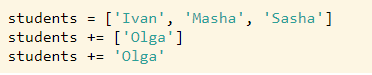 students = ['Ivan', 'Masha', 'Sasha']
students += ['Olga']
students += 'Olga'